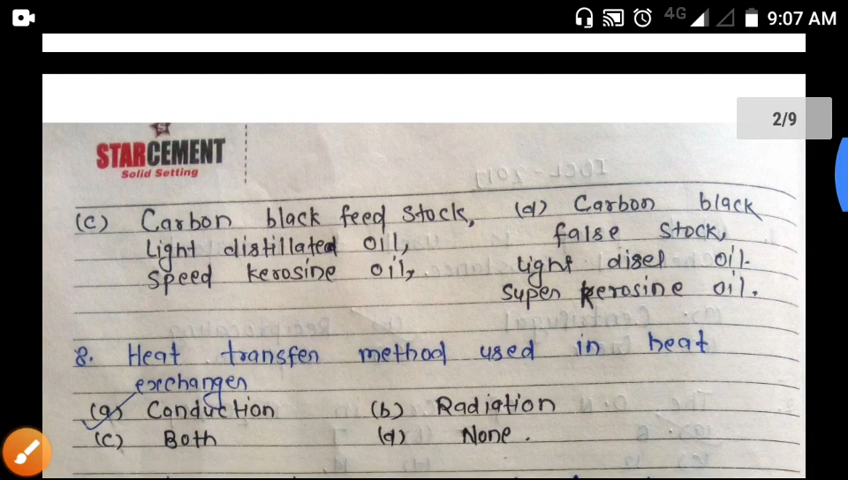 4G 9:07 AM
2/9
STARCEMENT
Solid Setting
(c) Carbon black feed stock,
Light distillated oil,
Speed kerosine oil,
(d) Carbon black
false stock,
Light disel oil.
Super kerosine oil.
8. Heat transfer method used in heat
exchanger
(a) Conduction (b) Radiation
(c) Both (d) None.